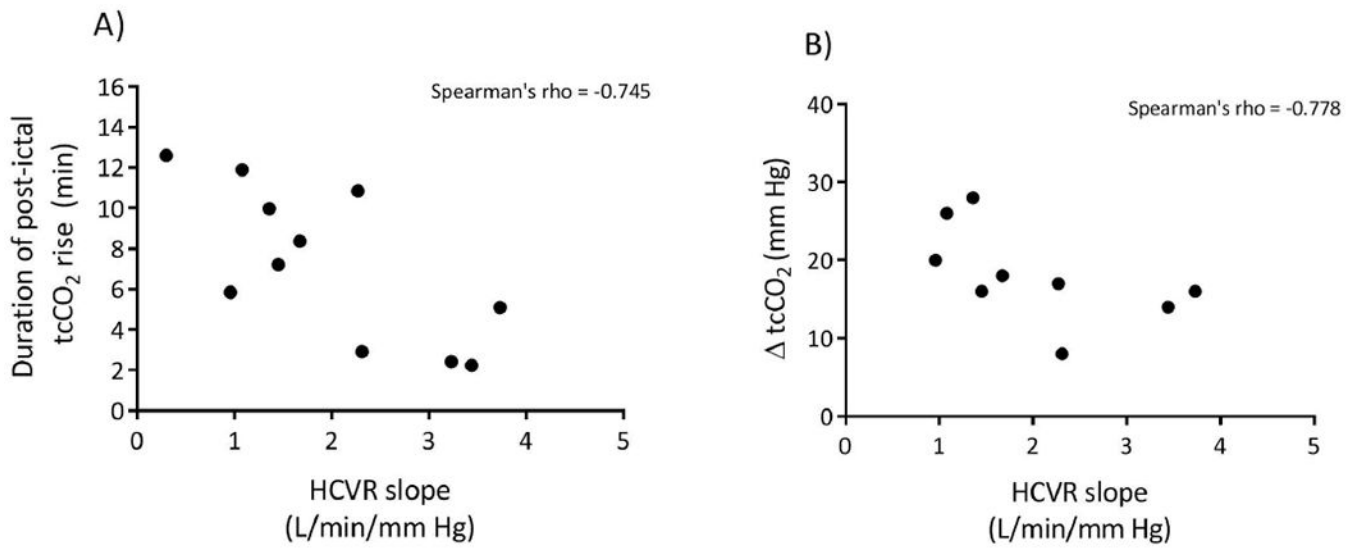 A)
Spearman's rho = -0.745
Duration of post-ictal
tcCO₂ rise (min)
16
14
12
10
8
6
4
2
0
0 1 2 3 4 5
HCVR slope
(L/min/mm Hg)
B)
Spearman's rho = -0.778
Δ tcCO₂ (mm Hg)
40
30
20
10
0
0 1 2 3 4 5
HCVR slope
(L/min/mm Hg)